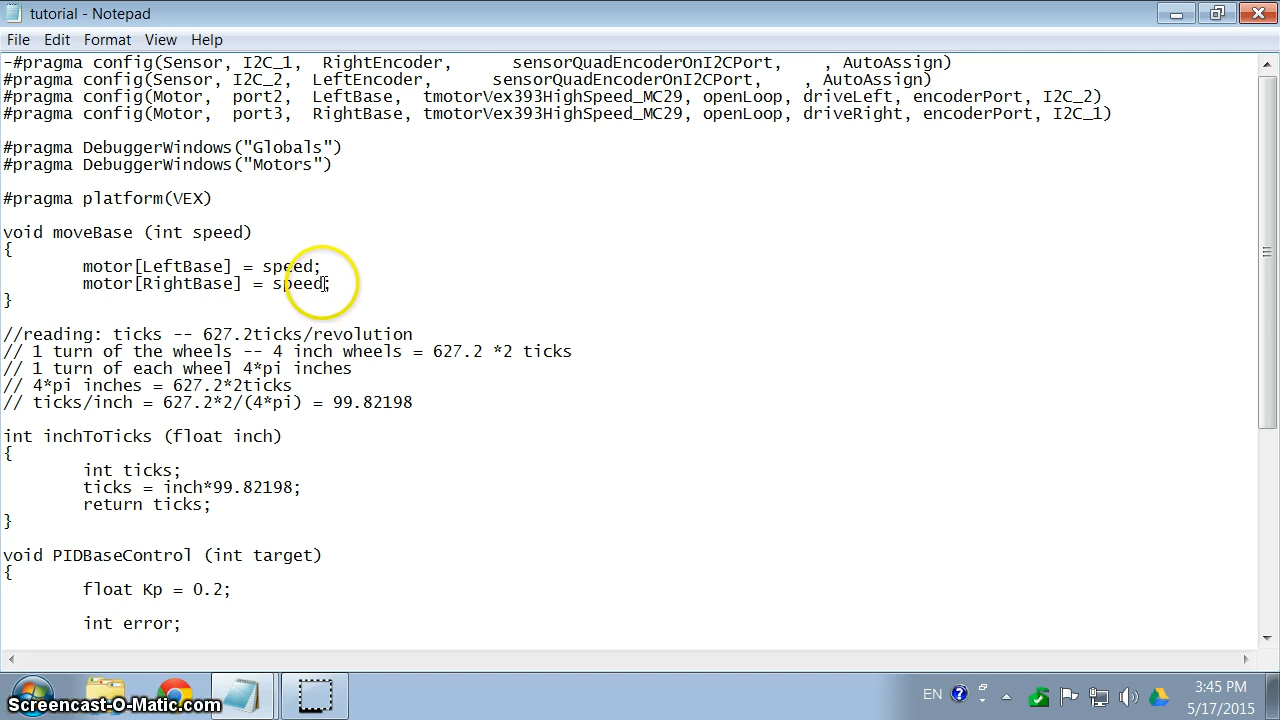 tutorial - Notepad
File Edit Format View Help
-#pragma config(Sensor, I2C_1, RightEncoder, sensorQuadEncoderOnI2CPort, , AutoAssign)
#pragma config(Sensor, I2C_2, LeftEncoder, sensorQuadEncoderOnI2CPort, , AutoAssign)
#pragma config(Motor, port2, LeftBase, tmotorVex393HighSpeed_MC29, openLoop, driveLeft, encoderPort, I2C_2)
#pragma config(Motor, port3, RightBase, tmotorVex393HighSpeed_MC29, openLoop, driveRight, encoderPort, I2C_1)
#pragma DebuggerWindows("Globals")
#pragma DebuggerWindows("Motors")
#pragma platform(VEX)
void moveBase (int speed)
{
motor[LeftBase] = speed;
motor[RightBase] = speed;
}
//reading: ticks -- 627.2ticks/revolution
// 1 turn of the wheels -- 4 inch wheels = 627.2 *2 ticks
// 1 turn of each wheel 4*pi inches
// 4*pi inches = 627.2*2ticks
// ticks/inch = 627.2*2/(4*pi) = 99.82198
int inchToTicks (float inch)
{
int ticks;
ticks = inch*99.82198;
return ticks;
}
void PIDBaseControl (int target)
{
float Kp = 0.2;
int error;
EN
3:45 PM
5/17/2015
Screencast-O-Matic.com